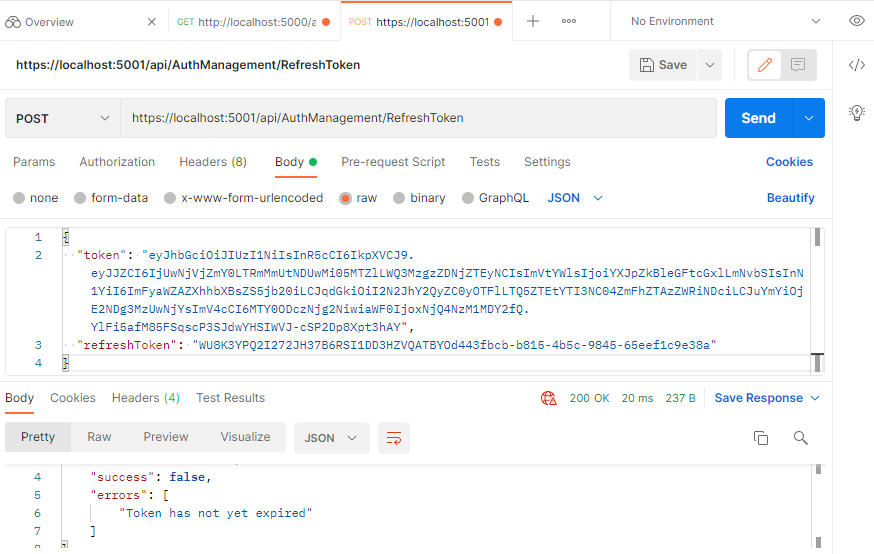 Overview
GET http://localhost:5000/a
POST https://localhost:5001
No Environment
https://localhost:5001/api/AuthManagement/RefreshToken
Save
POST https://localhost:5001/api/AuthManagement/RefreshToken Send
Params Authorization Headers (8) Body Pre-request Script Tests Settings Cookies
none form-data x-www-form-urlencoded raw binary GraphQL JSON Beautify
1 {
2 "token": "eyJhbGciOiJIUzI1NiIsInR5cCI6IkpXVCJ9.
eyJJZCI6IjUwNjVjZmY0LTRmMmUtNDUwMi05MTZlLWQ3MzgzZDNjZTEyNCIsImVtYWlsIjoiYXJpZkBleGFtcGxlLmNvbSIsInN
1YiI6ImFyaWZAZXhhbXBsZS5jb20iLCJqdGkiOiI2N2JhY2QyZC0yOTFlLTQ5ZTEtYTI3NC04ZmFhZTAzZWRiNDciLCJuYmYiOj
E2NDg3MzUwNjYsImV4cCI6MTY0ODczNjg2NiwiaWF0IjoxNjQ4NzM1MDY2fQ.
YlFi5afM85FSqscP3SJdwYHSIWVJ-cSP2Dp8Xpt3hAY",
3 "refreshToken": "WU8K3YPQ2I272JH37B6RSI1DD3HZVQATBYOd443fbcb-b815-4b5c-9845-65eef1c9e38a"
4 }
Body Cookies Headers (4) Test Results 200 OK 20 ms 237 B Save Response
Pretty Raw Preview Visualize JSON
4 "success": false,
5 "errors": [
6 "Token has not yet expired"
7 ]
8 }